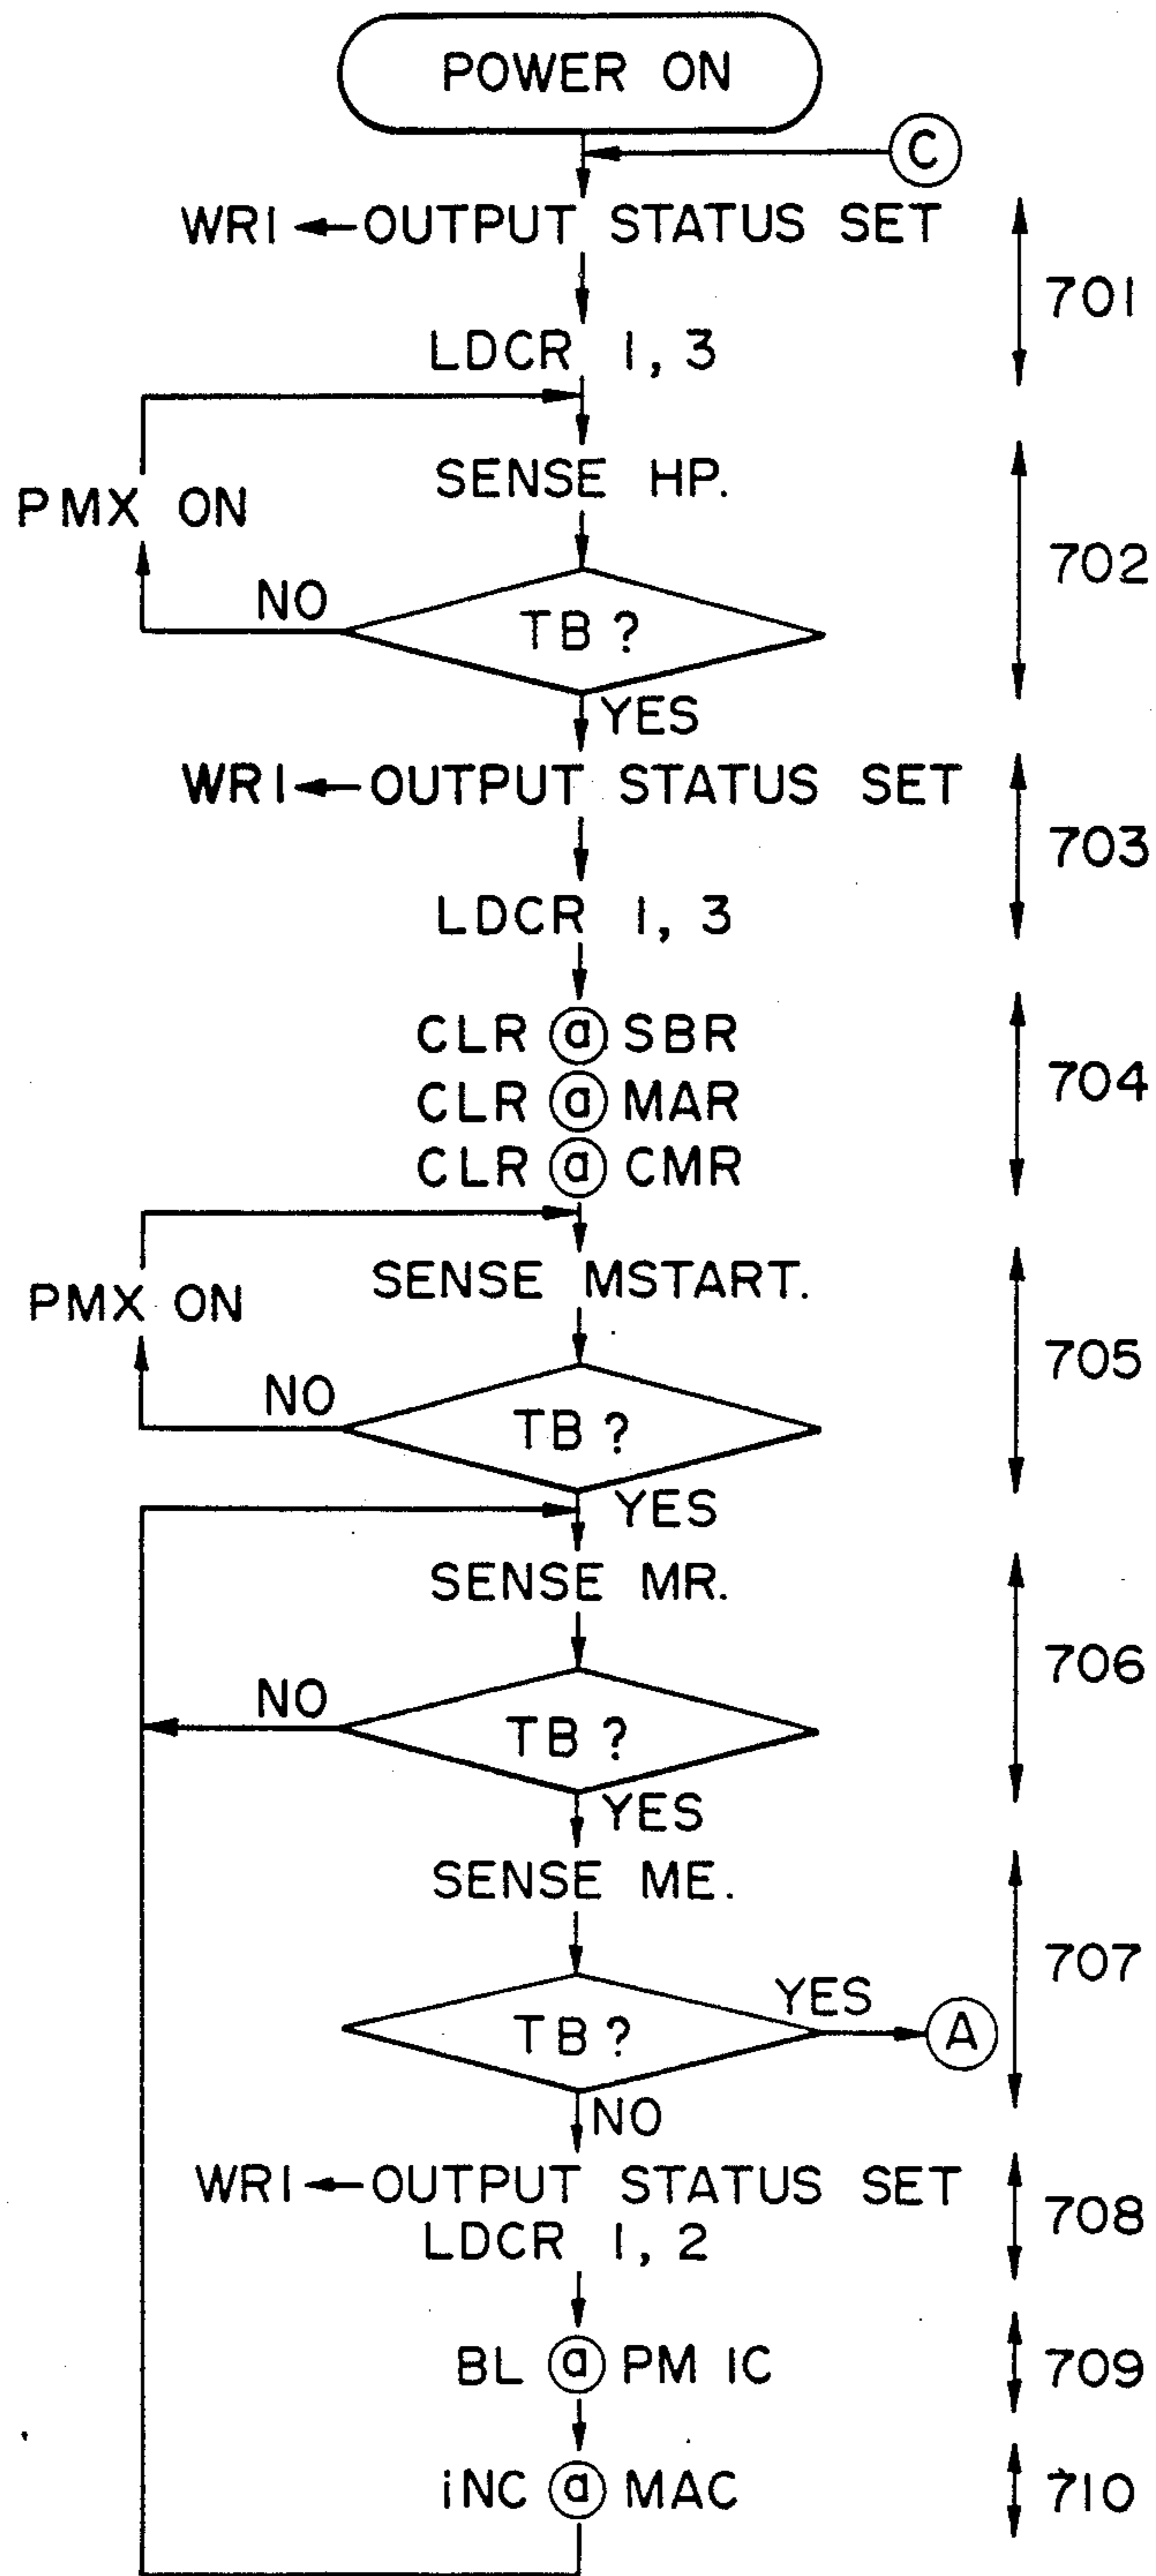 POWER ON
C
WR1 ← OUTPUT STATUS SET
701
LDCR 1, 3
SENSE HP.
PMX ON
702
NO
TB ?
YES
WR1 ← OUTPUT STATUS SET
703
LDCR 1, 3
CLR ⓐ SBR
704
CLR ⓐ MAR
CLR ⓐ CMR
SENSE MSTART.
PMX ON
705
NO
TB ?
YES
SENSE MR.
706
NO
TB ?
YES
SENSE ME.
707
YES
TB ?
A
NO
WR1 ← OUTPUT STATUS SET
708
LDCR 1, 2
BL ⓐ PM 1C
709
iNC ⓐ MAC
710